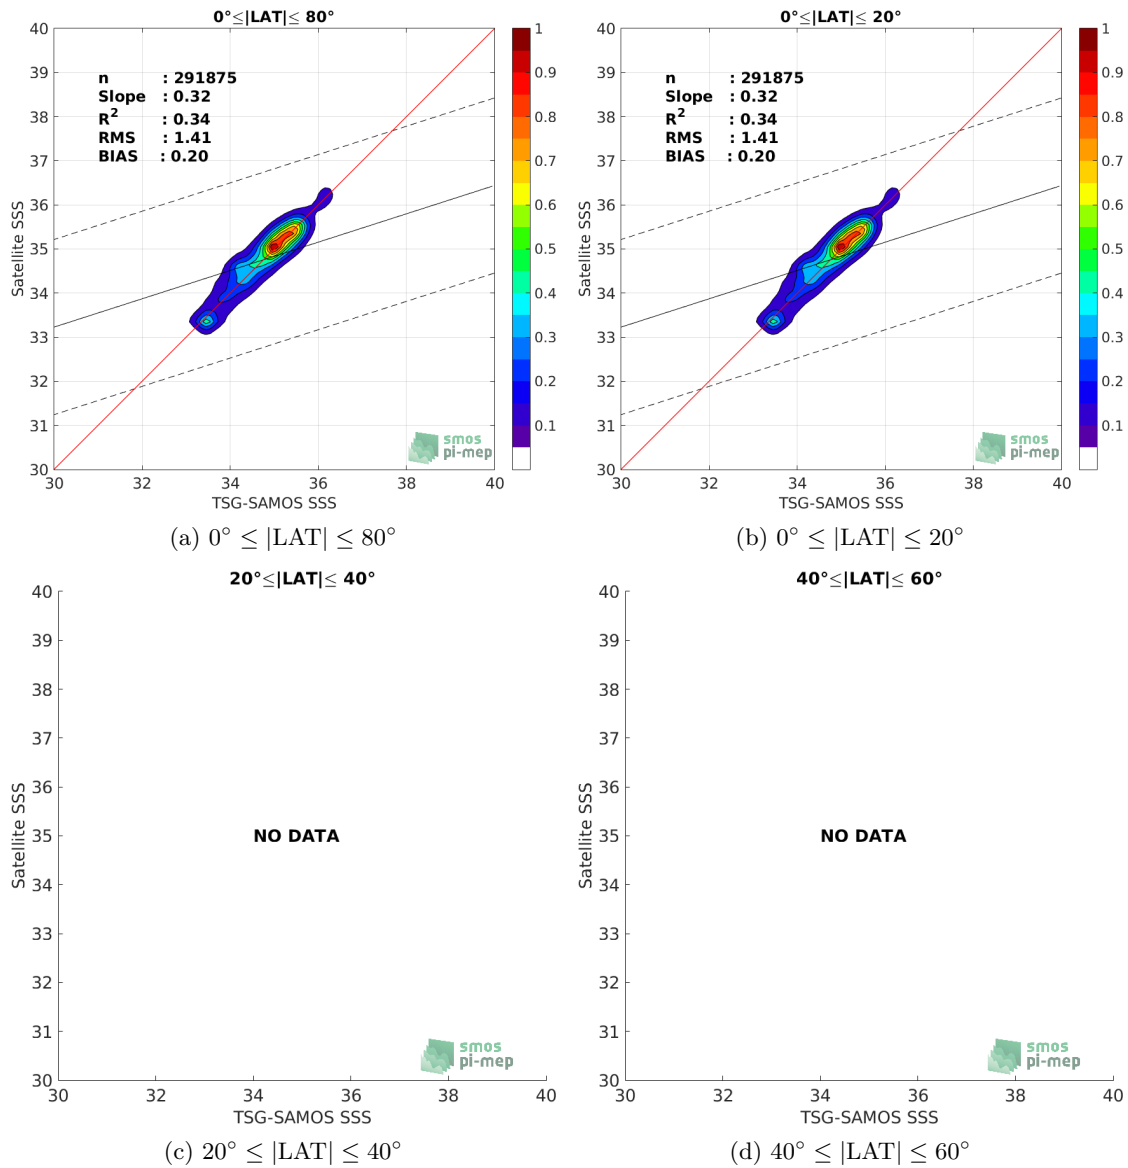 0°≤|LAT|≤ 80°
40
39
38
37
36
35
34
33
32
31
30
Satellite SSS
n : 291875
Slope : 0.32
R² : 0.34
RMS : 1.41
BIAS : 0.20
smos
pi-mep
30 32 34 36 38 40
TSG-SAMOS SSS
1
0.9
0.8
0.7
0.6
0.5
0.4
0.3
0.2
0.1
(a) 0° ≤ |LAT| ≤ 80°
0°≤|LAT|≤ 20°
40
39
38
37
36
35
34
33
32
31
30
Satellite SSS
n : 291875
Slope : 0.32
R² : 0.34
RMS : 1.41
BIAS : 0.20
smos
pi-mep
30 32 34 36 38 40
TSG-SAMOS SSS
1
0.9
0.8
0.7
0.6
0.5
0.4
0.3
0.2
0.1
(b) 0° ≤ |LAT| ≤ 20°
20°≤|LAT|≤ 40°
40
39
38
37
36
35
34
33
32
31
30
Satellite SSS
NO DATA
smos
pi-mep
30 32 34 36 38 40
TSG-SAMOS SSS
(c) 20° ≤ |LAT| ≤ 40°
40°≤|LAT|≤ 60°
40
39
38
37
36
35
34
33
32
31
30
Satellite SSS
NO DATA
smos
pi-mep
30 32 34 36 38 40
TSG-SAMOS SSS
(d) 40° ≤ |LAT| ≤ 60°